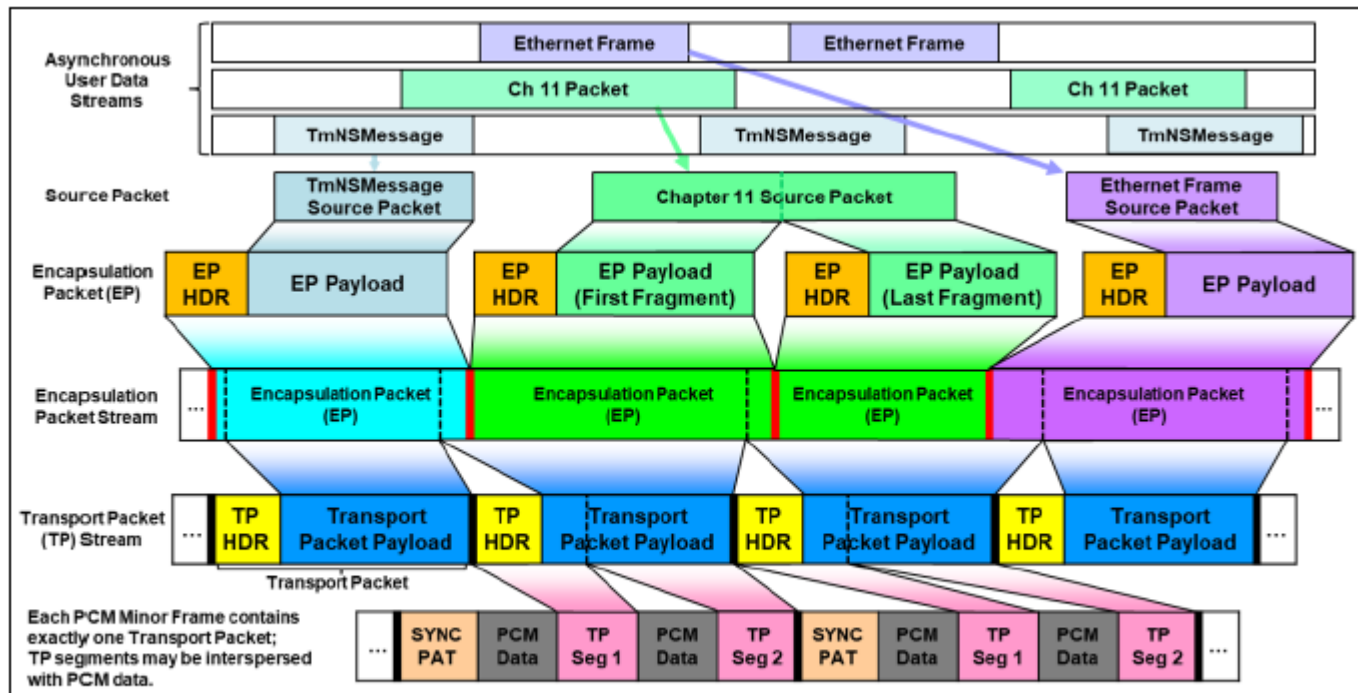 Asynchronous
User Data
Streams
Ethernet Frame
Ethernet Frame
Ch 11 Packet
Ch 11 Packet
TmNSMessage
TmNSMessage
TmNSMessage
Source Packet
TmNSMessage
Source Packet
Chapter 11 Source Packet
Ethernet Frame
Source Packet
Encapsulation
Packet (EP)
EP
HDR
EP Payload
EP
HDR
EP Payload
(First Fragment)
EP
HDR
EP Payload
(Last Fragment)
EP
HDR
EP Payload
Encapsulation
Packet Stream
...
Encapsulation Packet
(EP)
Encapsulation Packet
(EP)
Encapsulation Packet
(EP)
Encapsulation Packet
(EP)
...
Transport Packet
(TP) Stream
...
TP
HDR
Transport
Packet Payload
TP
HDR
Transport
Packet Payload
TP
HDR
Transport
Packet Payload
TP
HDR
Transport
Packet Payload
...
Transport Packet
Each PCM Minor Frame contains
exactly one Transport Packet;
TP segments may be interspersed
with PCM data.
...
SYNC
PAT
PCM
Data
TP
Seg 1
PCM
Data
TP
Seg 2
SYNC
PAT
PCM
Data
TP
Seg 1
PCM
Data
TP
Seg 2
...